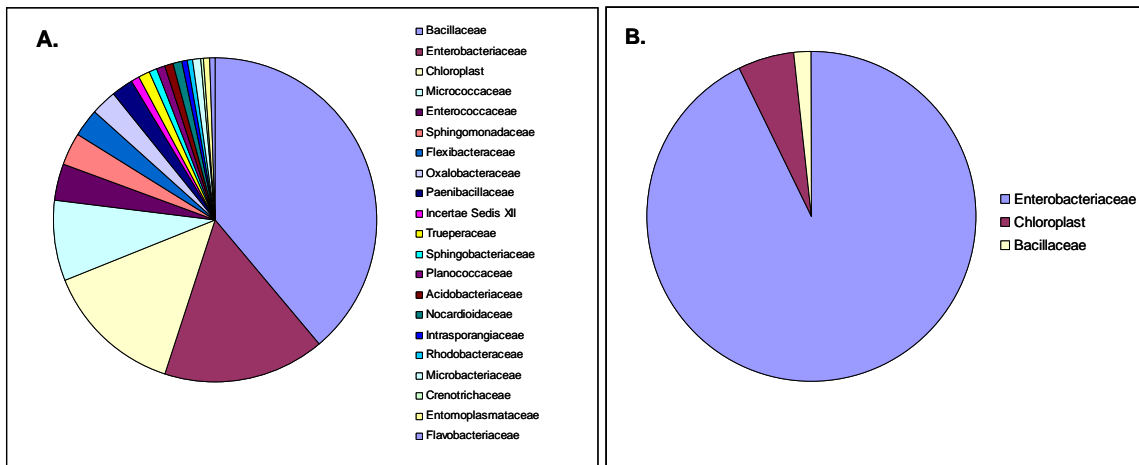 A.
Bacillaceae
Enterobacteriaceae
Chloroplast
Micrococcaceae
Enterococcaceae
Sphingomonadaceae
Flexibacteraceae
Oxalobacteraceae
Paenibacillaceae
Incertae Sedis XII
Trueperaceae
Sphingobacteriaceae
Planococcaceae
Acidobacteriaceae
Nocardioidaceae
Intrasporangiaceae
Rhodobacteraceae
Microbacteriaceae
Crenotrichaceae
Entomoplasmataceae
Flavobacteriaceae
B.
Enterobacteriaceae
Chloroplast
Bacillaceae